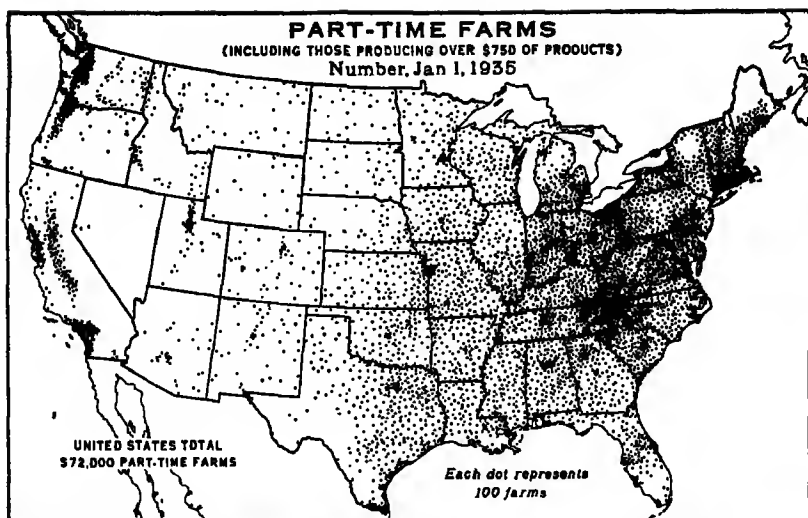 PART-TIME FARMS
(INCLUDING THOSE PRODUCING OVER $750 OF PRODUCTS)
Number, Jan 1, 1935
UNITED STATES TOTAL
$72,000 PART-TIME FARMS
Each dot represents
100 farms